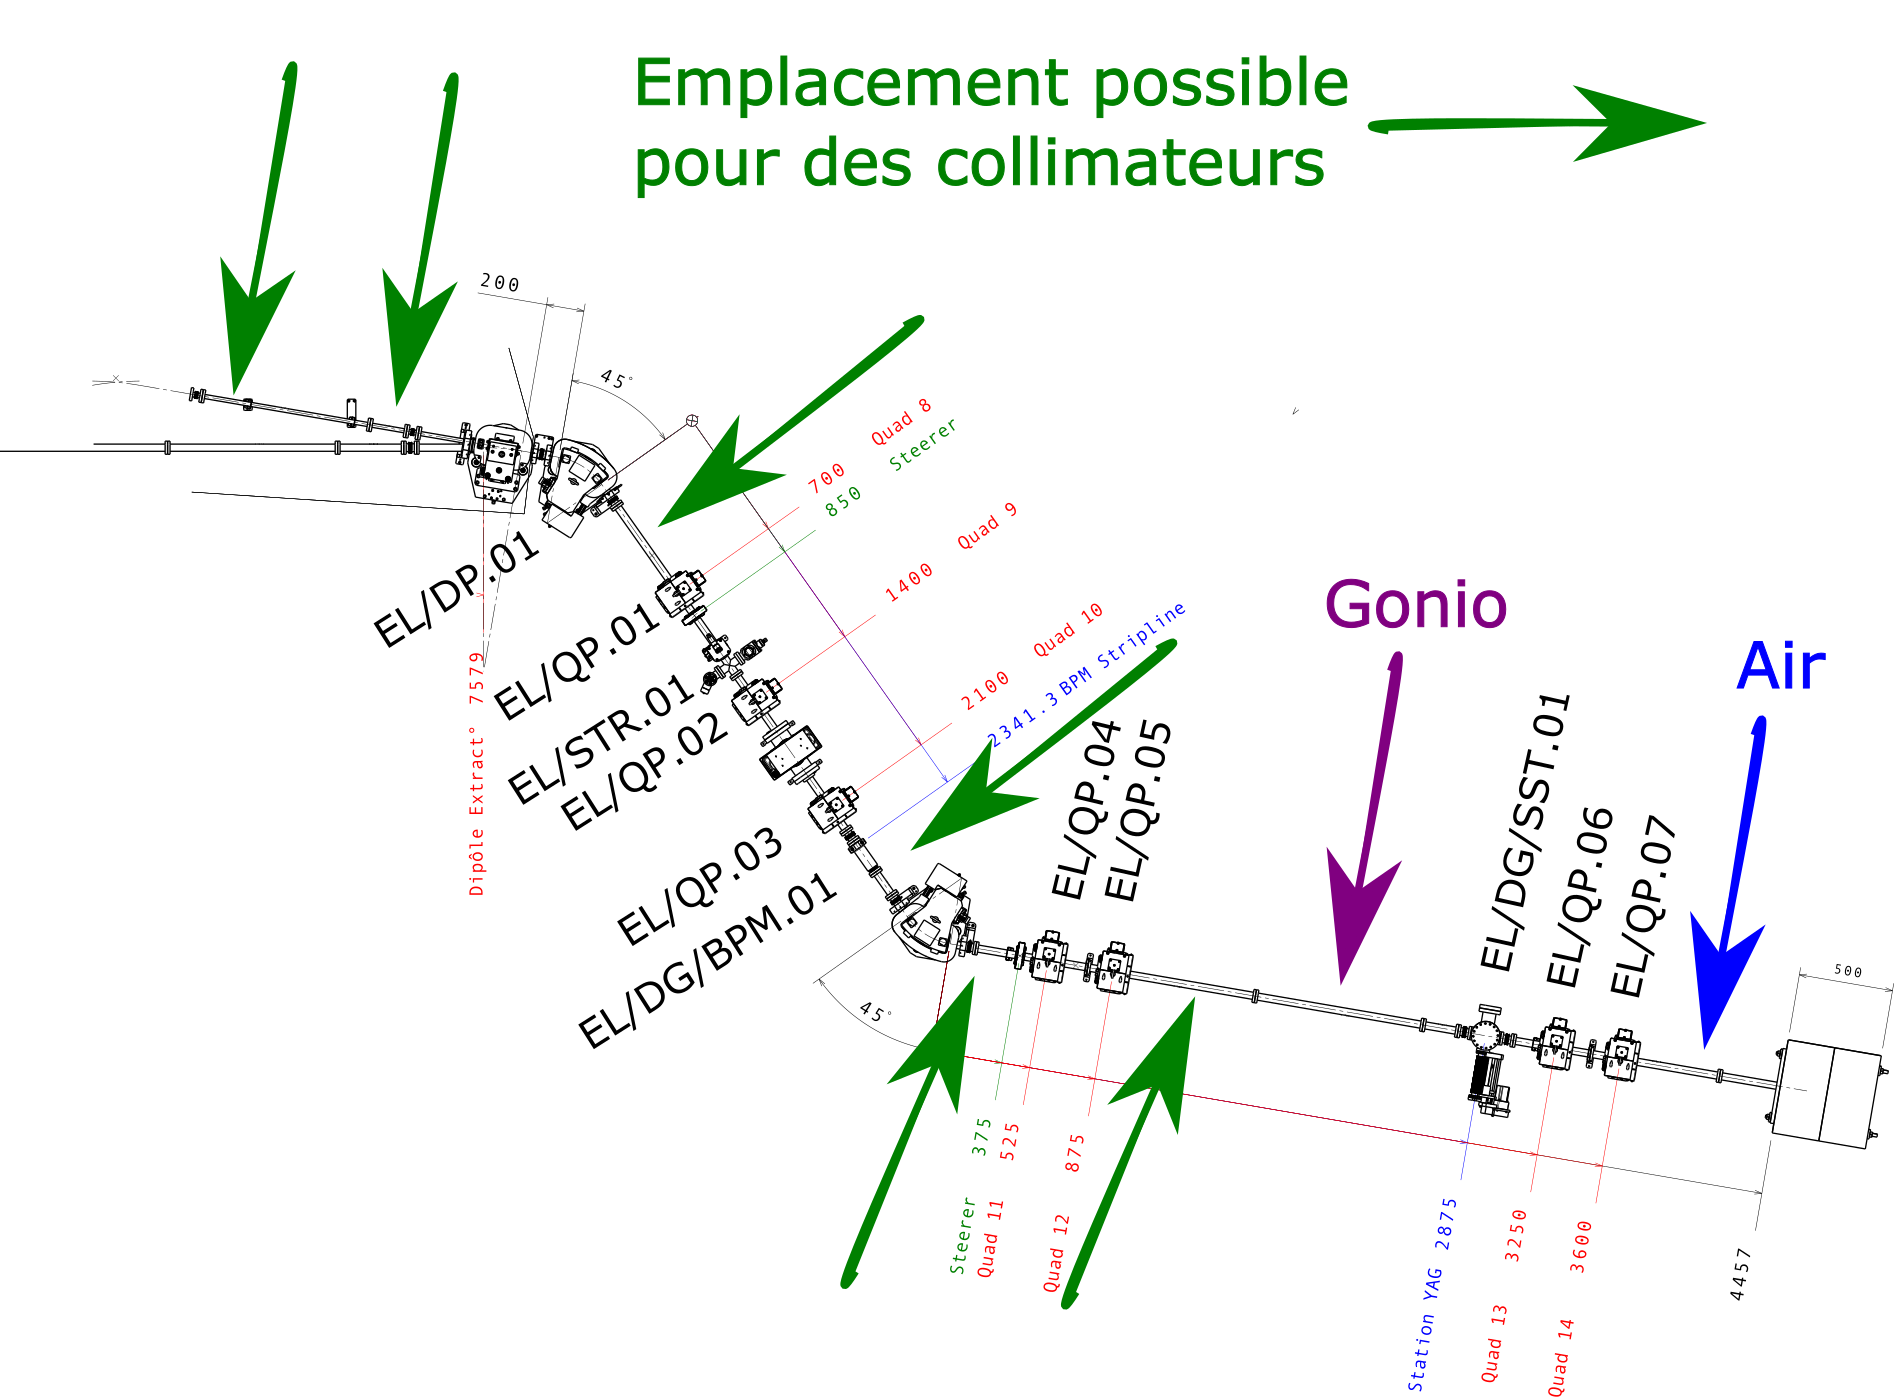 Emplacement possible
pour des collimateurs
200
45°
700 Quad 8
850 Steerer
1400 Quad 9
2100 Quad 10
2341.3 BPM Stripline
EL/DP.01
EL/QP.01
EL/STR.01
EL/QP.02
EL/QP.03
EL/DG/BPM.01
Dipôle Extract° 7579
Gonio
Air
EL/QP.04
EL/QP.05
EL/DG/SST.01
EL/QP.06
EL/QP.07
500
45°
Steerer 375
Quad 11 525
Quad 12 875
Station YAG 2875
Quad 13 3250
Quad 14 3600
4457